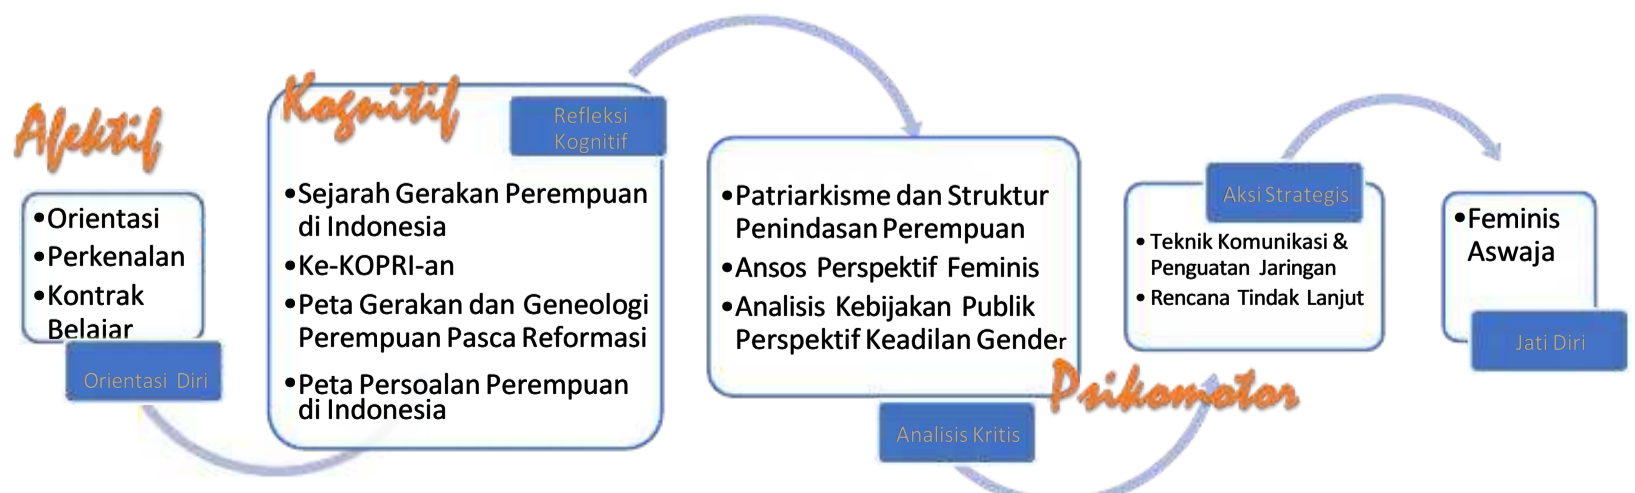 Afektif
•Orientasi
•Perkenalan
•Kontrak
Belajar
Orientasi Diri
Kognitif
Refleksi
Kognitif
•Sejarah Gerakan Perempuan
di Indonesia
•Ke-KOPRI-an
•Peta Gerakan dan Geneologi
Perempuan Pasca Reformasi
•Peta Persoalan Perempuan
di Indonesia
•Patriarkisme dan Struktur
Penindasan Perempuan
•Ansos Perspektif Feminis
•Analisis Kebijakan Publik
Perspektif Keadilan Gender
Analisis Kritis
Psikomotor
Aksi Strategis
• Teknik Komunikasi &
Penguatan Jaringan
• Rencana Tindak Lanjut
•Feminis
Aswaja
Jati Diri